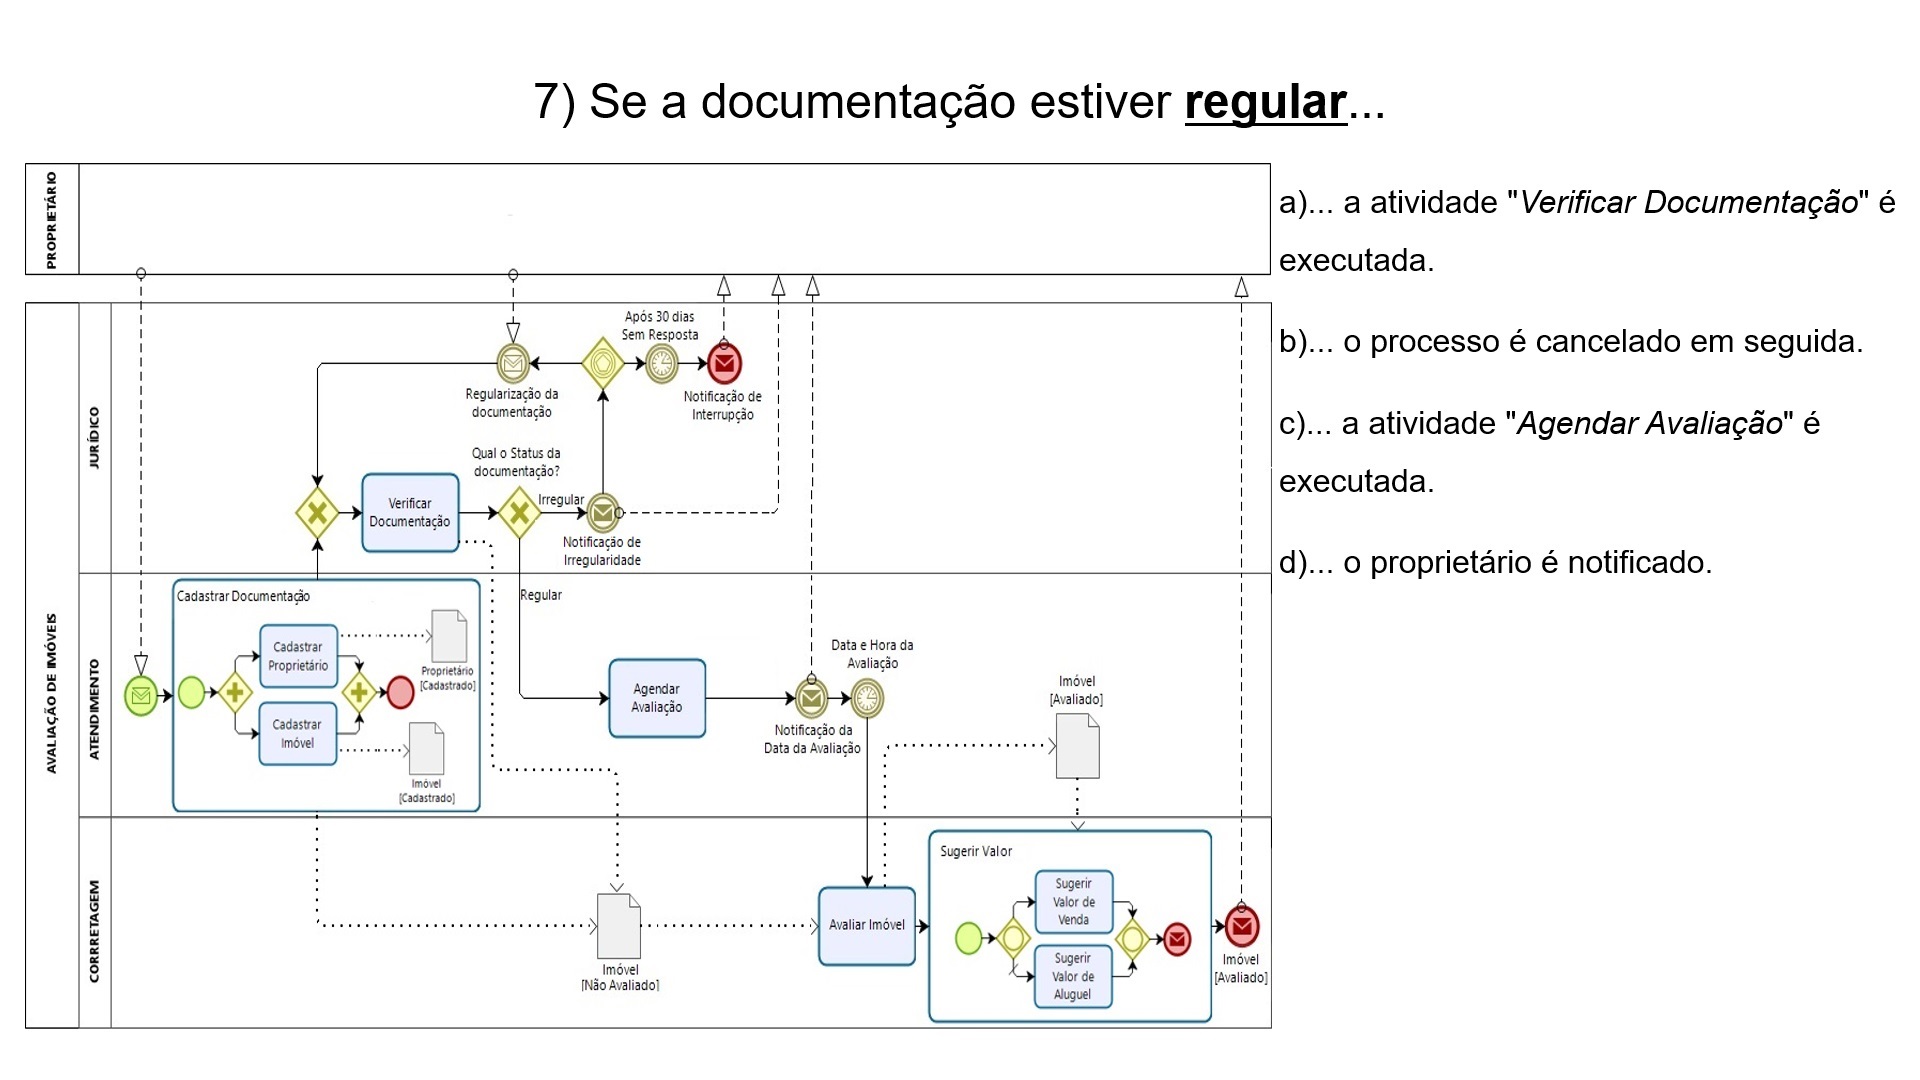 7) Se a documentação estiver regular...
PROPRIETÁRIO
a)... a atividade "Verificar Documentação" é
executada.
b)... o processo é cancelado em seguida.
c)... a atividade "Agendar Avaliação" é
executada.
d)... o proprietário é notificado.
AVALIAÇÃO DE IMÓVEIS
JURÍDICO
Após 30 dias
Sem Resposta
Regularização da
documentação
Notificação de
Interrupção
Qual o Status da
documentação?
Verificar
Documentação
Irregular
Notificação de
Irregularidade
Regular
ATENDIMENTO
Cadastrar Documentação
Cadastrar
Proprietário
Proprietário
[Cadastrado]
Cadastrar
Imóvel
Imóvel
[Cadastrado]
Agendar
Avaliação
Data e Hora da
Avaliação
Notificação da
Data da Avaliação
Imóvel
[Avaliado]
CORRETAGEM
Imóvel
[Não Avaliado]
Avaliar Imóvel
Sugerir Valor
Sugerir
Valor de
Venda
Sugerir
Valor de
Aluguel
Imóvel
[Avaliado]